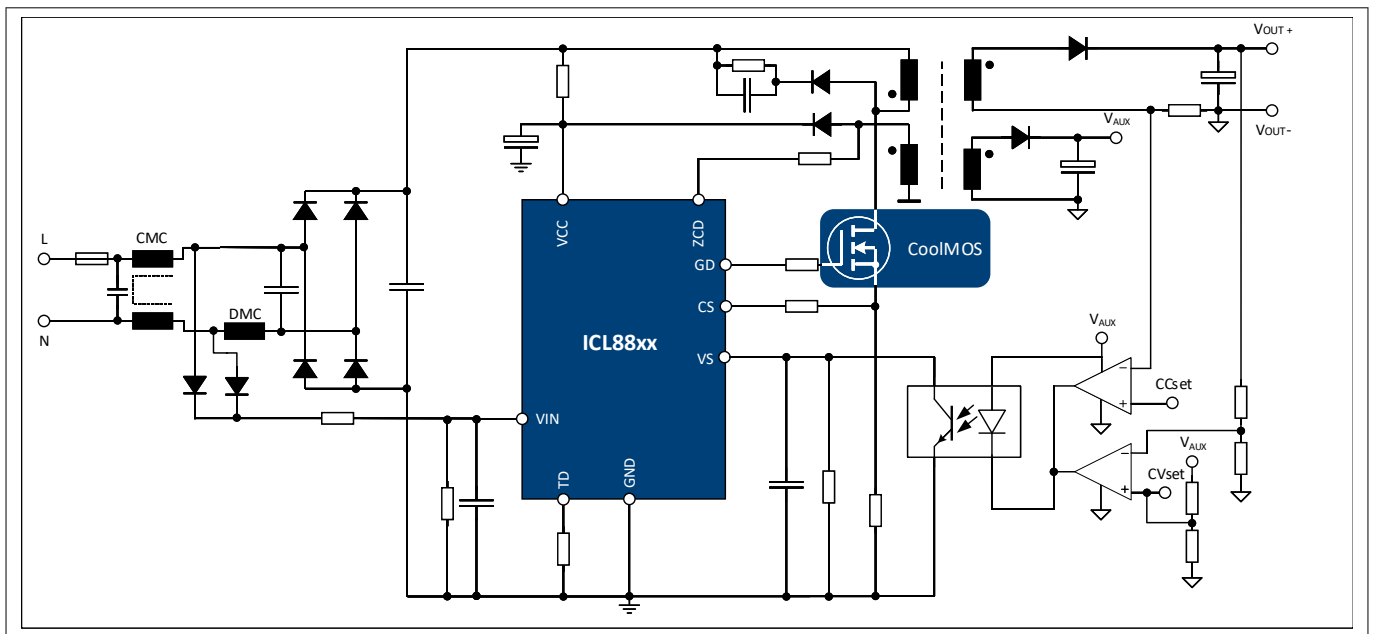 VOUT +
VAUX
VOUT-
VCC
ZCD
L
CMC
GD
CoolMOS
CS
DMC
N
VAUX
ICL88xx
VS
−
CCset
+
VIN
VAUX
−
CVset
TD
GND
+